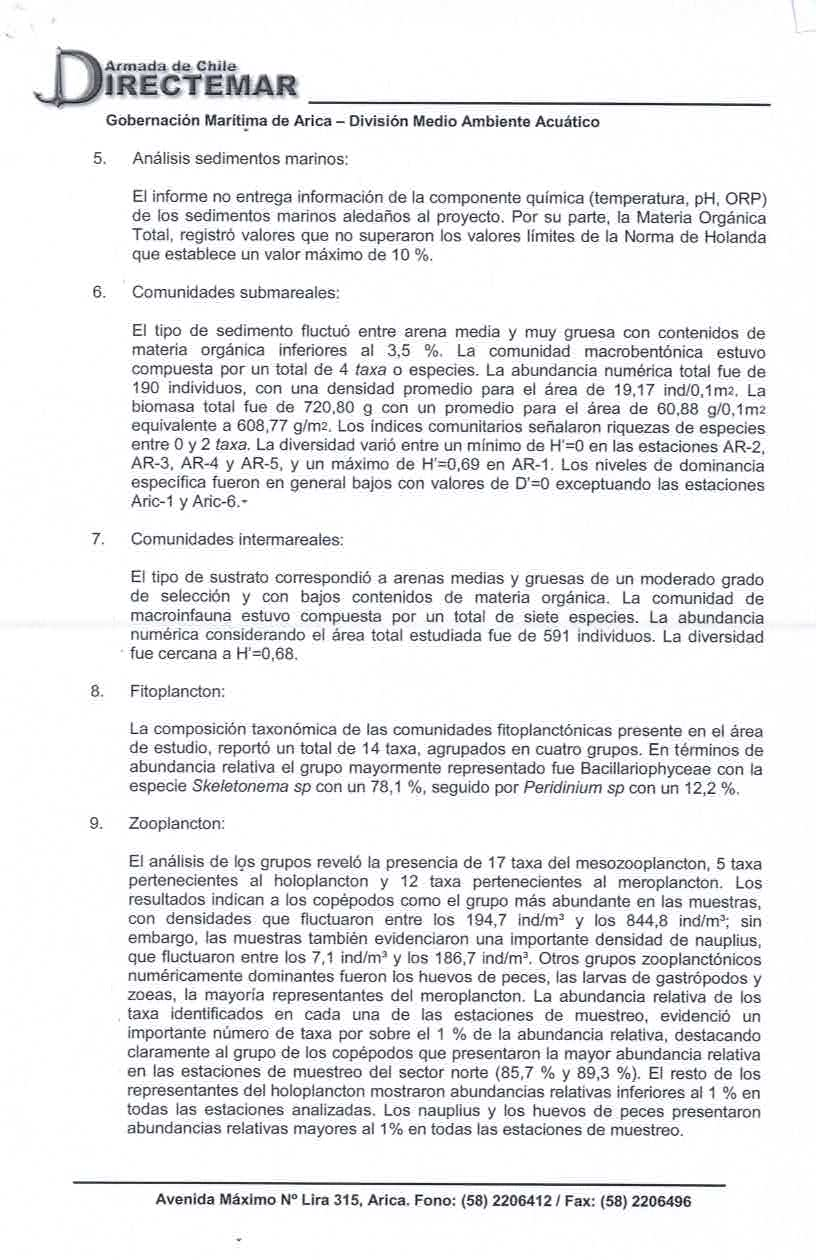 Armada de Chile
DIRECTEMAR
Gobernación Marítima de Arica – División Medio Ambiente Acuático
5. Análisis sedimentos marinos:
El informe no entrega información de la componente química (temperatura, pH, ORP)
de los sedimentos marinos aledaños al proyecto. Por su parte, la Materia Orgánica
Total, registró valores que no superaron los valores límites de la Norma de Holanda
que establece un valor máximo de 10 %.
6. Comunidades submareales:
El tipo de sedimento fluctuó entre arena media y muy gruesa con contenidos de
materia orgánica inferiores al 3,5 %. La comunidad macrobentónica estuvo
compuesta por un total de 4 taxa o especies. La abundancia numérica total fue de
190 individuos, con una densidad promedio para el área de 19,17 ind/0,1m2. La
biomasa total fue de 720,80 g con un promedio para el área de 60,88 g/0,1m2
equivalente a 608,77 g/m2. Los índices comunitarios señalaron riquezas de especies
entre 0 y 2 taxa. La diversidad varió entre un mínimo de H'=0 en las estaciones AR-2,
AR-3, AR-4 y AR-5, y un máximo de H'=0,69 en AR-1. Los niveles de dominancia
específica fueron en general bajos con valores de D'=0 exceptuando las estaciones
Aric-1 y Aric-6.-
7. Comunidades intermareales:
El tipo de sustrato correspondió a arenas medias y gruesas de un moderado grado
de selección y con bajos contenidos de materia orgánica. La comunidad de
macroinfauna estuvo compuesta por un total de siete especies. La abundancia
numérica considerando el área total estudiada fue de 591 individuos. La diversidad
fue cercana a H'=0,68.
8. Fitoplancton:
La composición taxonómica de las comunidades fitoplanctónicas presente en el área
de estudio, reportó un total de 14 taxa, agrupados en cuatro grupos. En términos de
abundancia relativa el grupo mayormente representado fue Bacillariophyceae con la
especie Skeletonema sp con un 78,1 %, seguido por Peridinium sp con un 12,2 %.
9. Zooplancton:
El análisis de los grupos reveló la presencia de 17 taxa del mesozooplancton, 5 taxa
pertenecientes al holoplancton y 12 taxa pertenecientes al meroplancton. Los
resultados indican a los copépodos como el grupo más abundante en las muestras,
con densidades que fluctuaron entre los 194,7 ind/m³ y los 844,8 ind/m³; sin
embargo, las muestras también evidenciaron una importante densidad de nauplius,
que fluctuaron entre los 7,1 ind/m³ y los 186,7 ind/m³. Otros grupos zooplanctónicos
numéricamente dominantes fueron los huevos de peces, las larvas de gastrópodos y
zoeas, la mayoría representantes del meroplancton. La abundancia relativa de los
taxa identificados en cada una de las estaciones de muestreo, evidenció un
importante número de taxa por sobre el 1 % de la abundancia relativa, destacando
claramente al grupo de los copépodos que presentaron la mayor abundancia relativa
en las estaciones de muestreo del sector norte (85,7 % y 89,3 %). El resto de los
representantes del holoplancton mostraron abundancias relativas inferiores al 1 % en
todas las estaciones analizadas. Los nauplius y los huevos de peces presentaron
abundancias relativas mayores al 1% en todas las estaciones de muestreo.
Avenida Máximo Nº Lira 315, Arica. Fono: (58) 2206412 / Fax: (58) 2206496